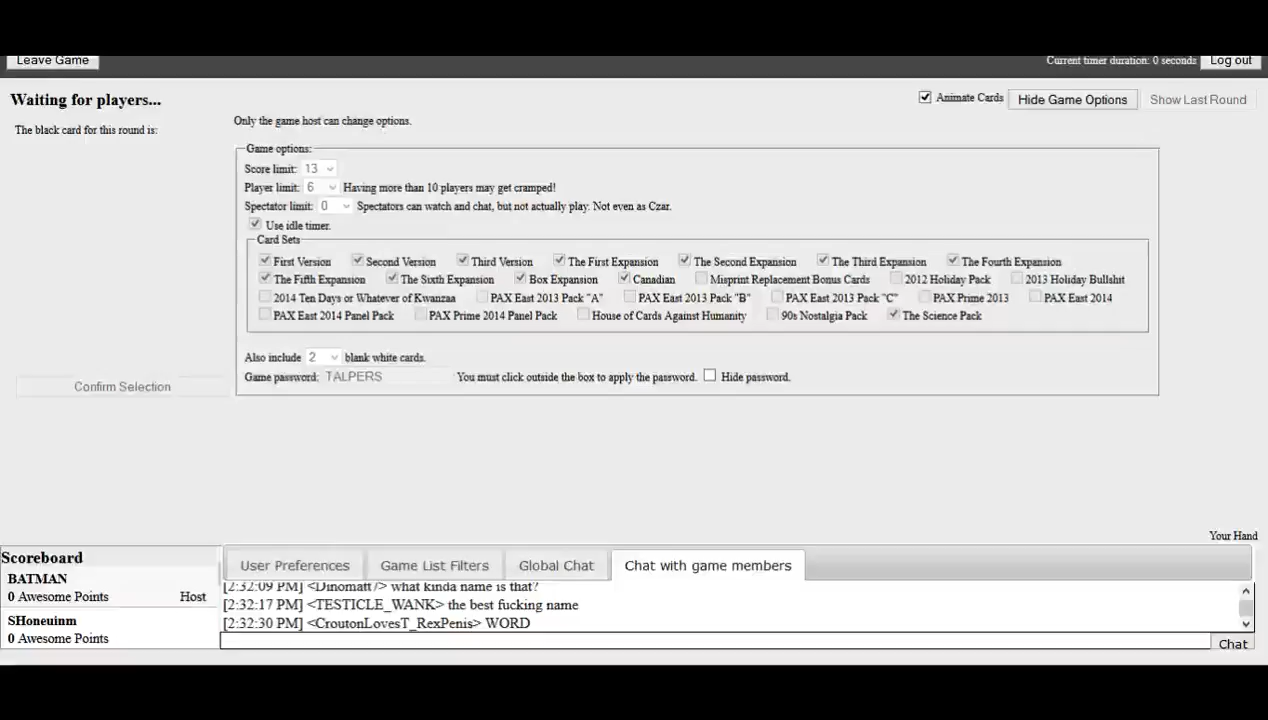 Leave Game
Current timer duration: 0 seconds Log out
Waiting for players...
Animate Cards Hide Game Options Show Last Round
The black card for this round is:
Only the game host can change options.
Game options:
Score limit: 13
Player limit: 6 Having more than 10 players may get cramped!
Spectator limit: 0 Spectators can watch and chat, but not actually play. Not even as Czar.
Use idle timer.
Card Sets
First Version Second Version Third Version The First Expansion The Second Expansion The Third Expansion The Fourth Expansion
The Fifth Expansion The Sixth Expansion Box Expansion Canadian Misprint Replacement Bonus Cards 2012 Holiday Pack 2013 Holiday Bullshit
2014 Ten Days or Whatever of Kwanzaa PAX East 2013 Pack "A" PAX East 2013 Pack "B" PAX East 2013 Pack "C" PAX Prime 2013 PAX East 2014
PAX East 2014 Panel Pack PAX Prime 2014 Panel Pack House of Cards Against Humanity 90s Nostalgia Pack The Science Pack
Also include 2 blank white cards.
Game password: TALPERS You must click outside the box to apply the password. Hide password.
Confirm Selection
Your Hand
Scoreboard
BATMAN
0 Awesome Points Host
SHoneuinm
0 Awesome Points
User Preferences Game List Filters Global Chat Chat with game members
[2:32:09 PM] <Dinomatt/> what kinda name is that?
[2:32:17 PM] <TESTICLE_WANK> the best fucking name
[2:32:30 PM] <CroutonLovesT_RexPenis> WORD
Chat